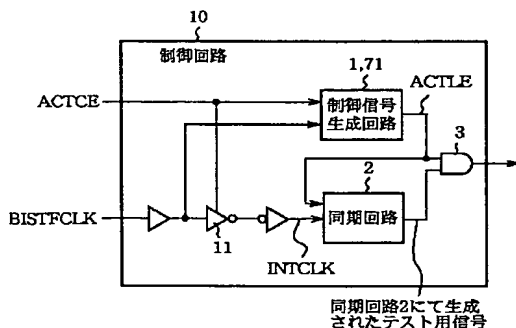 10
制御回路
1,71
ACTLE
ACTCE
制御信号
生成回路
3
2
同期回路
BISTFCLK
11
INTCLK
同期回路2にて生成
されたテスト用信号